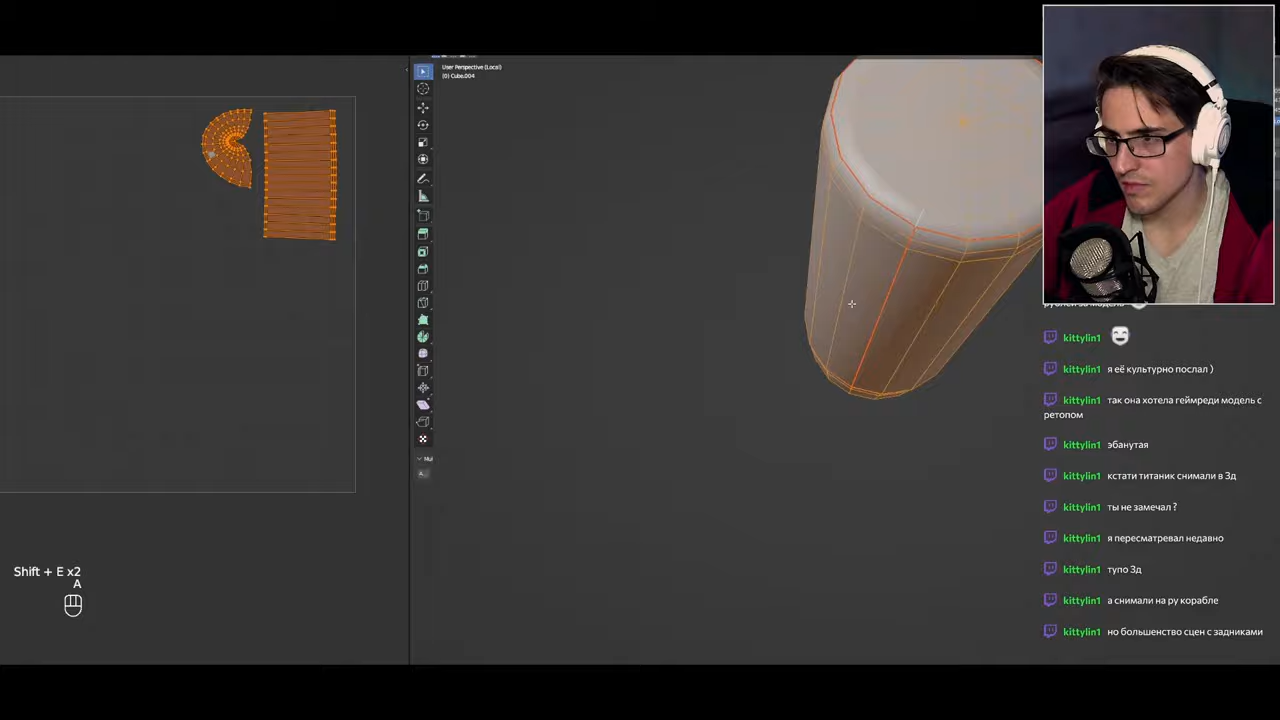 User Perspective (Local)
(0) Cube.004
kittylin1
kittylin1 я её культурно послал )
kittylin1 так она хотела геймреди модель с
ретопом
kittylin1 эбанутая
kittylin1 кстати титаник снимали в 3д
kittylin1 ты не замечал ?
kittylin1 я пересматривал недавно
kittylin1 тупо 3д
kittylin1 а снимали на ру корабле
kittylin1 но большенство сцен с задниками
Shift + E x2
A